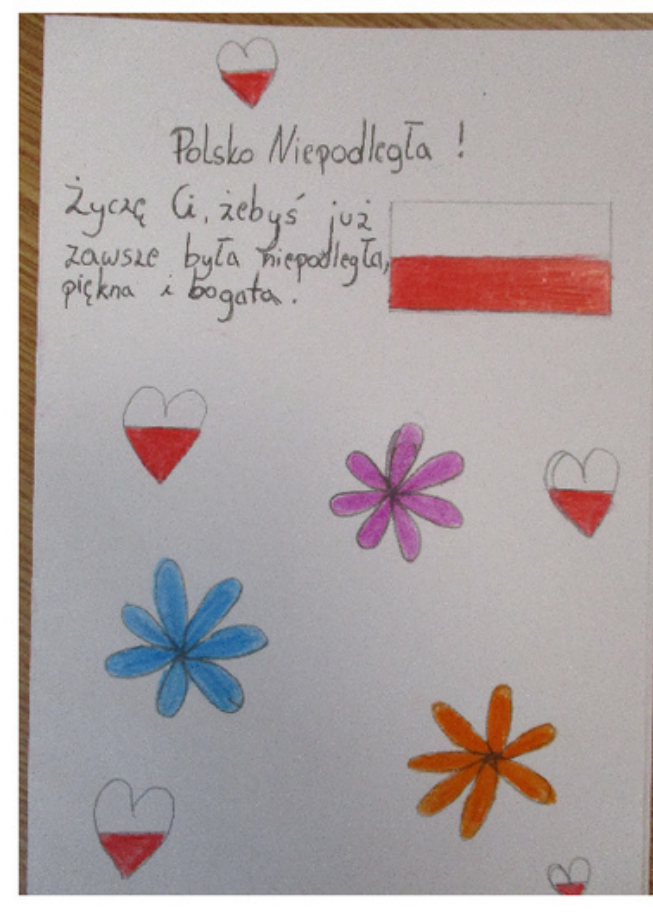 Polsko Niepodległa !
Życzę Ci, żebyś już
zawsze była niepodległa,
piękna i bogata.